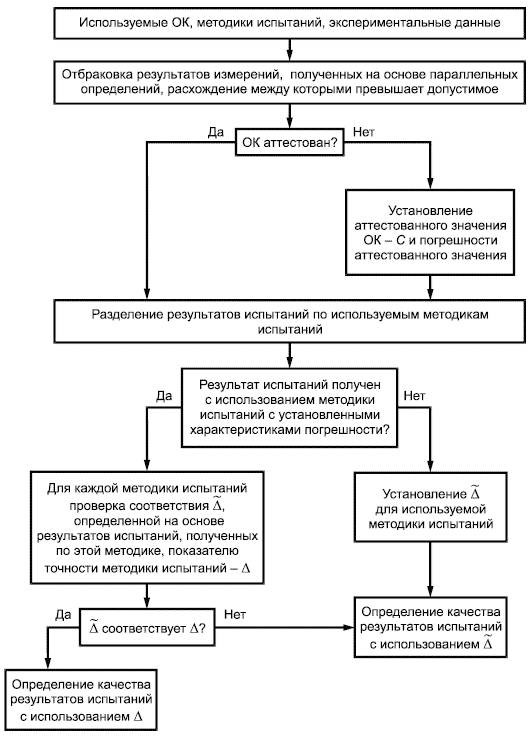 Используемые ОК, методики испытаний, экспериментальные данные
Отбраковка результатов измерений, полученных на основе параллельных
определений, расхождение между которыми превышает допустимое
Да
ОК аттестован?
Нет
Установление
аттестованного значения
ОК – C и погрешности
аттестованного значения
Разделение результатов испытаний по используемым методикам
испытаний
Да
Результат испытаний получен
с использованием методики
испытаний с установленными
характеристиками погрешности?
Нет
Для каждой методики испытаний
проверка соответствия Δ̃,
определенной на основе
результатов испытаний, полученных
по этой методике, показателю
точности методики испытаний – Δ
Установление Δ̃
для используемой
методики испытаний
Да
Δ̃ соответствует Δ?
Нет
Определение качества
результатов испытаний
с использованием Δ̃
Определение качества
результатов испытаний
с использованием Δ